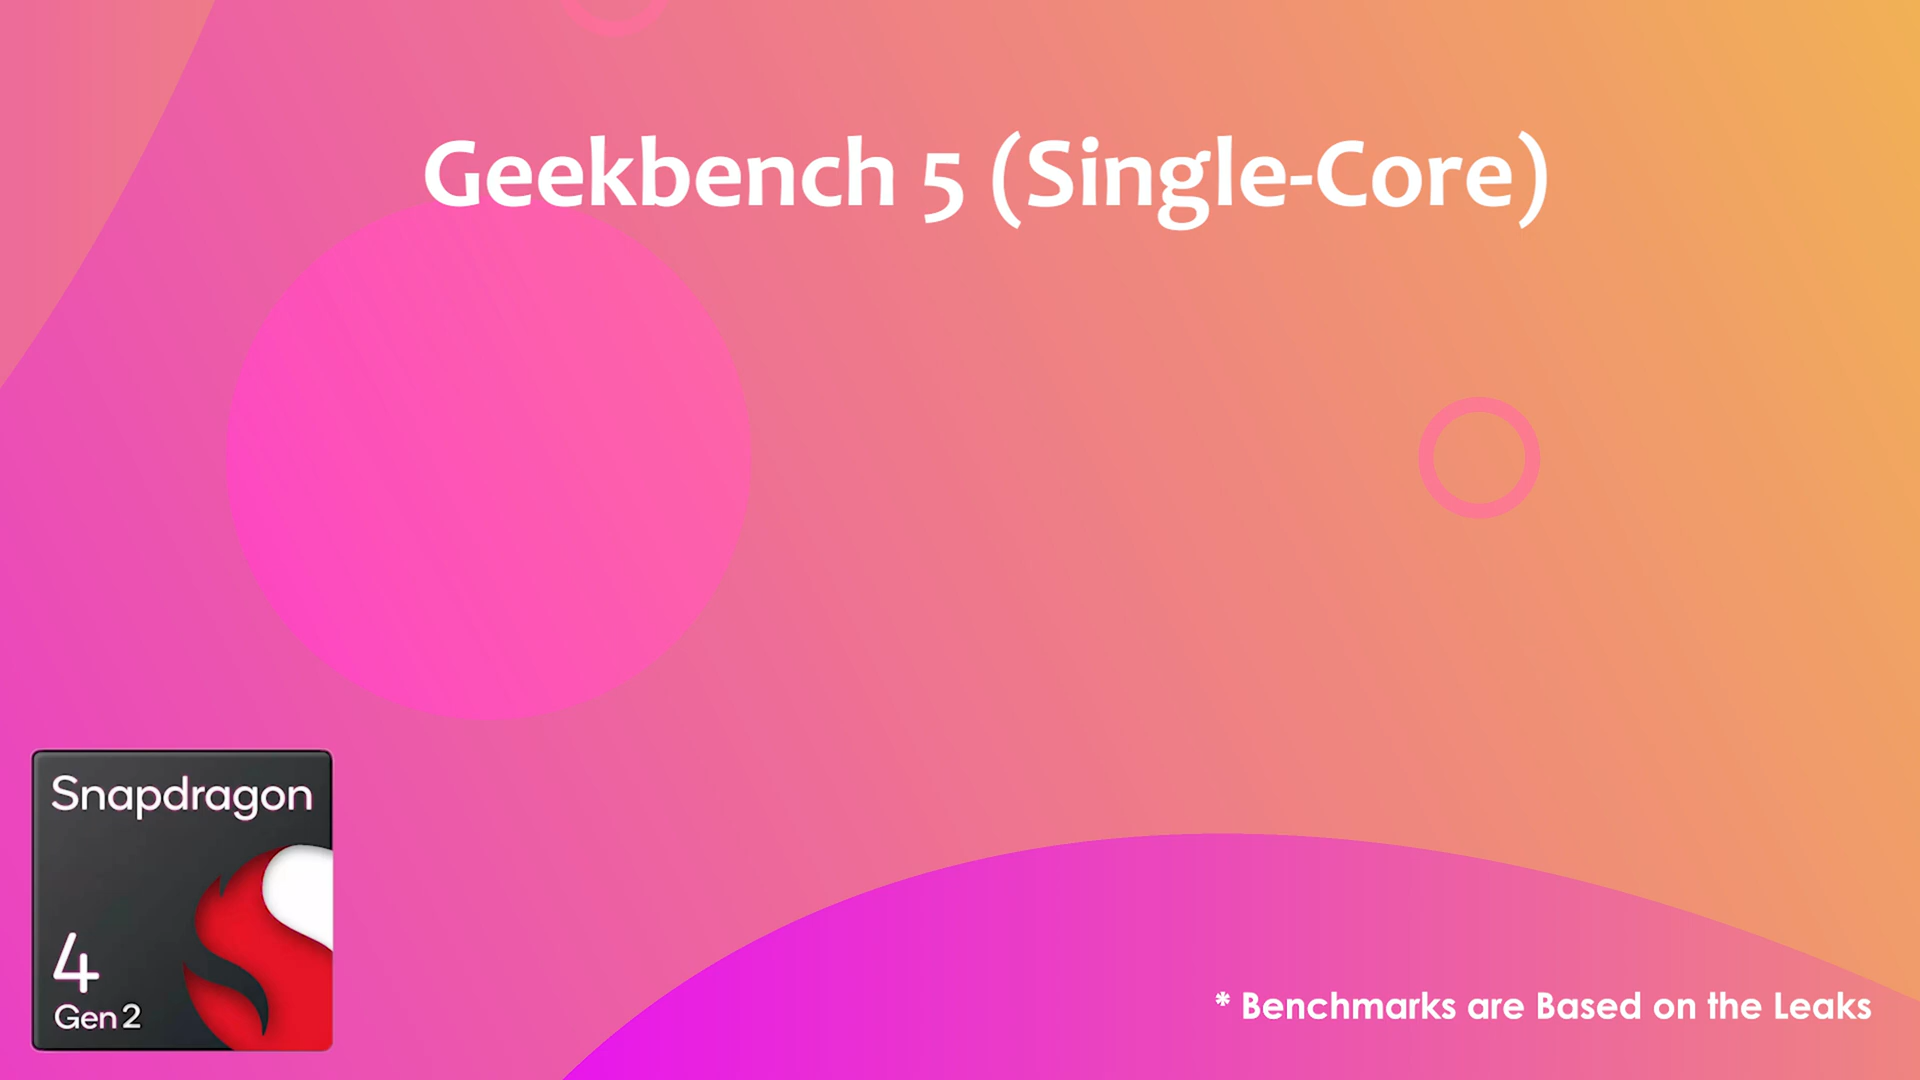 Geekbench 5 (Single-Core)
Snapdragon
4
Gen 2
* Benchmarks are Based on the Leaks